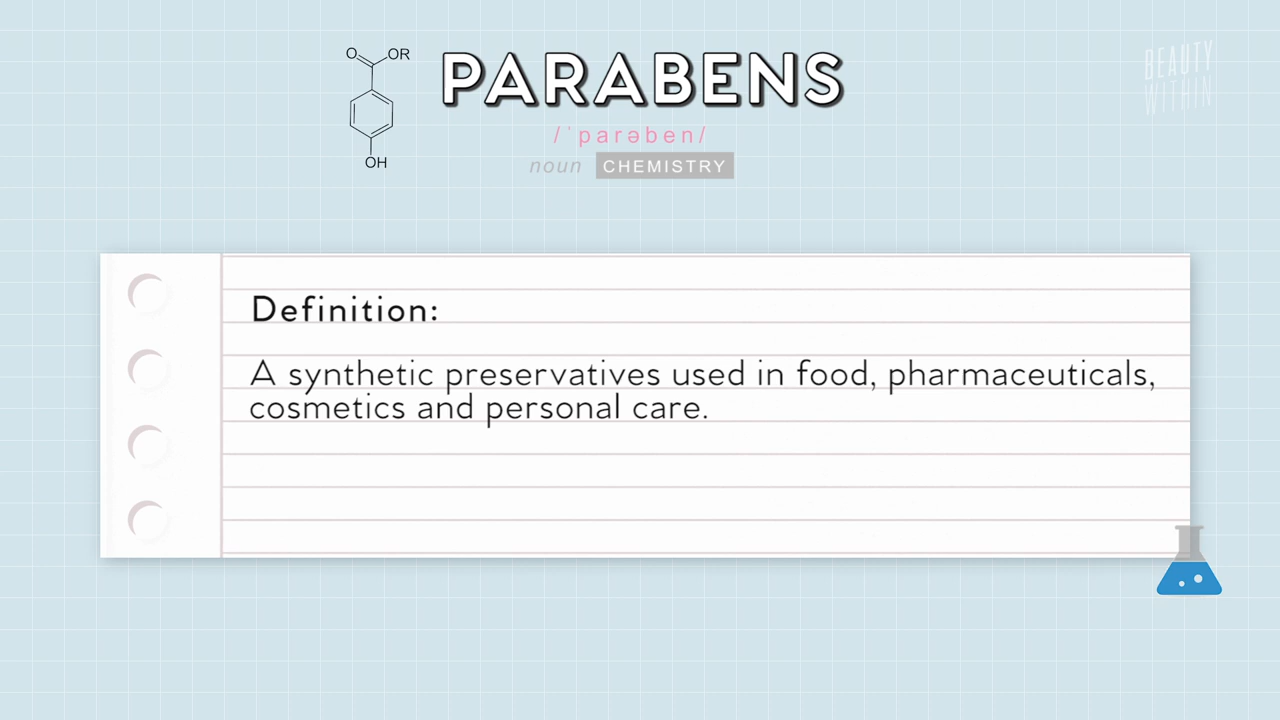 O
OR
OH
PARABENS
/ˈparəben/
noun CHEMISTRY
BEAUTY
WITHIN
Definition:
A synthetic preservatives used in food, pharmaceuticals,
cosmetics and personal care.